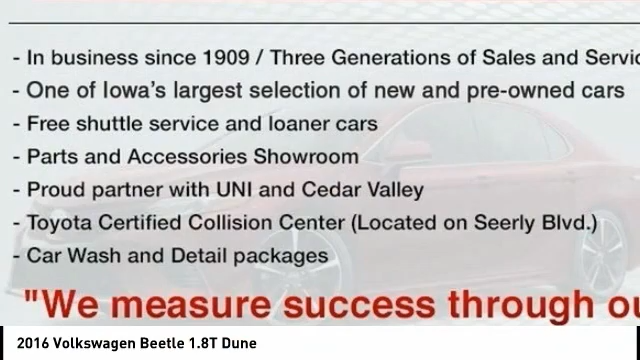 - In business since 1909 / Three Generations of Sales and
- One of Iowa's largest selection of new and pre-owned cars
- Free shuttle service and loaner cars
- Parts and Accessories Showroom
- Proud partner with UNI and Cedar Valley
- Toyota Certified Collision Center (Located on Seerly Blvd.)
- Car Wash and Detail packages
"We measure success through
2016 Volkswagen Beetle 1.8T Dune